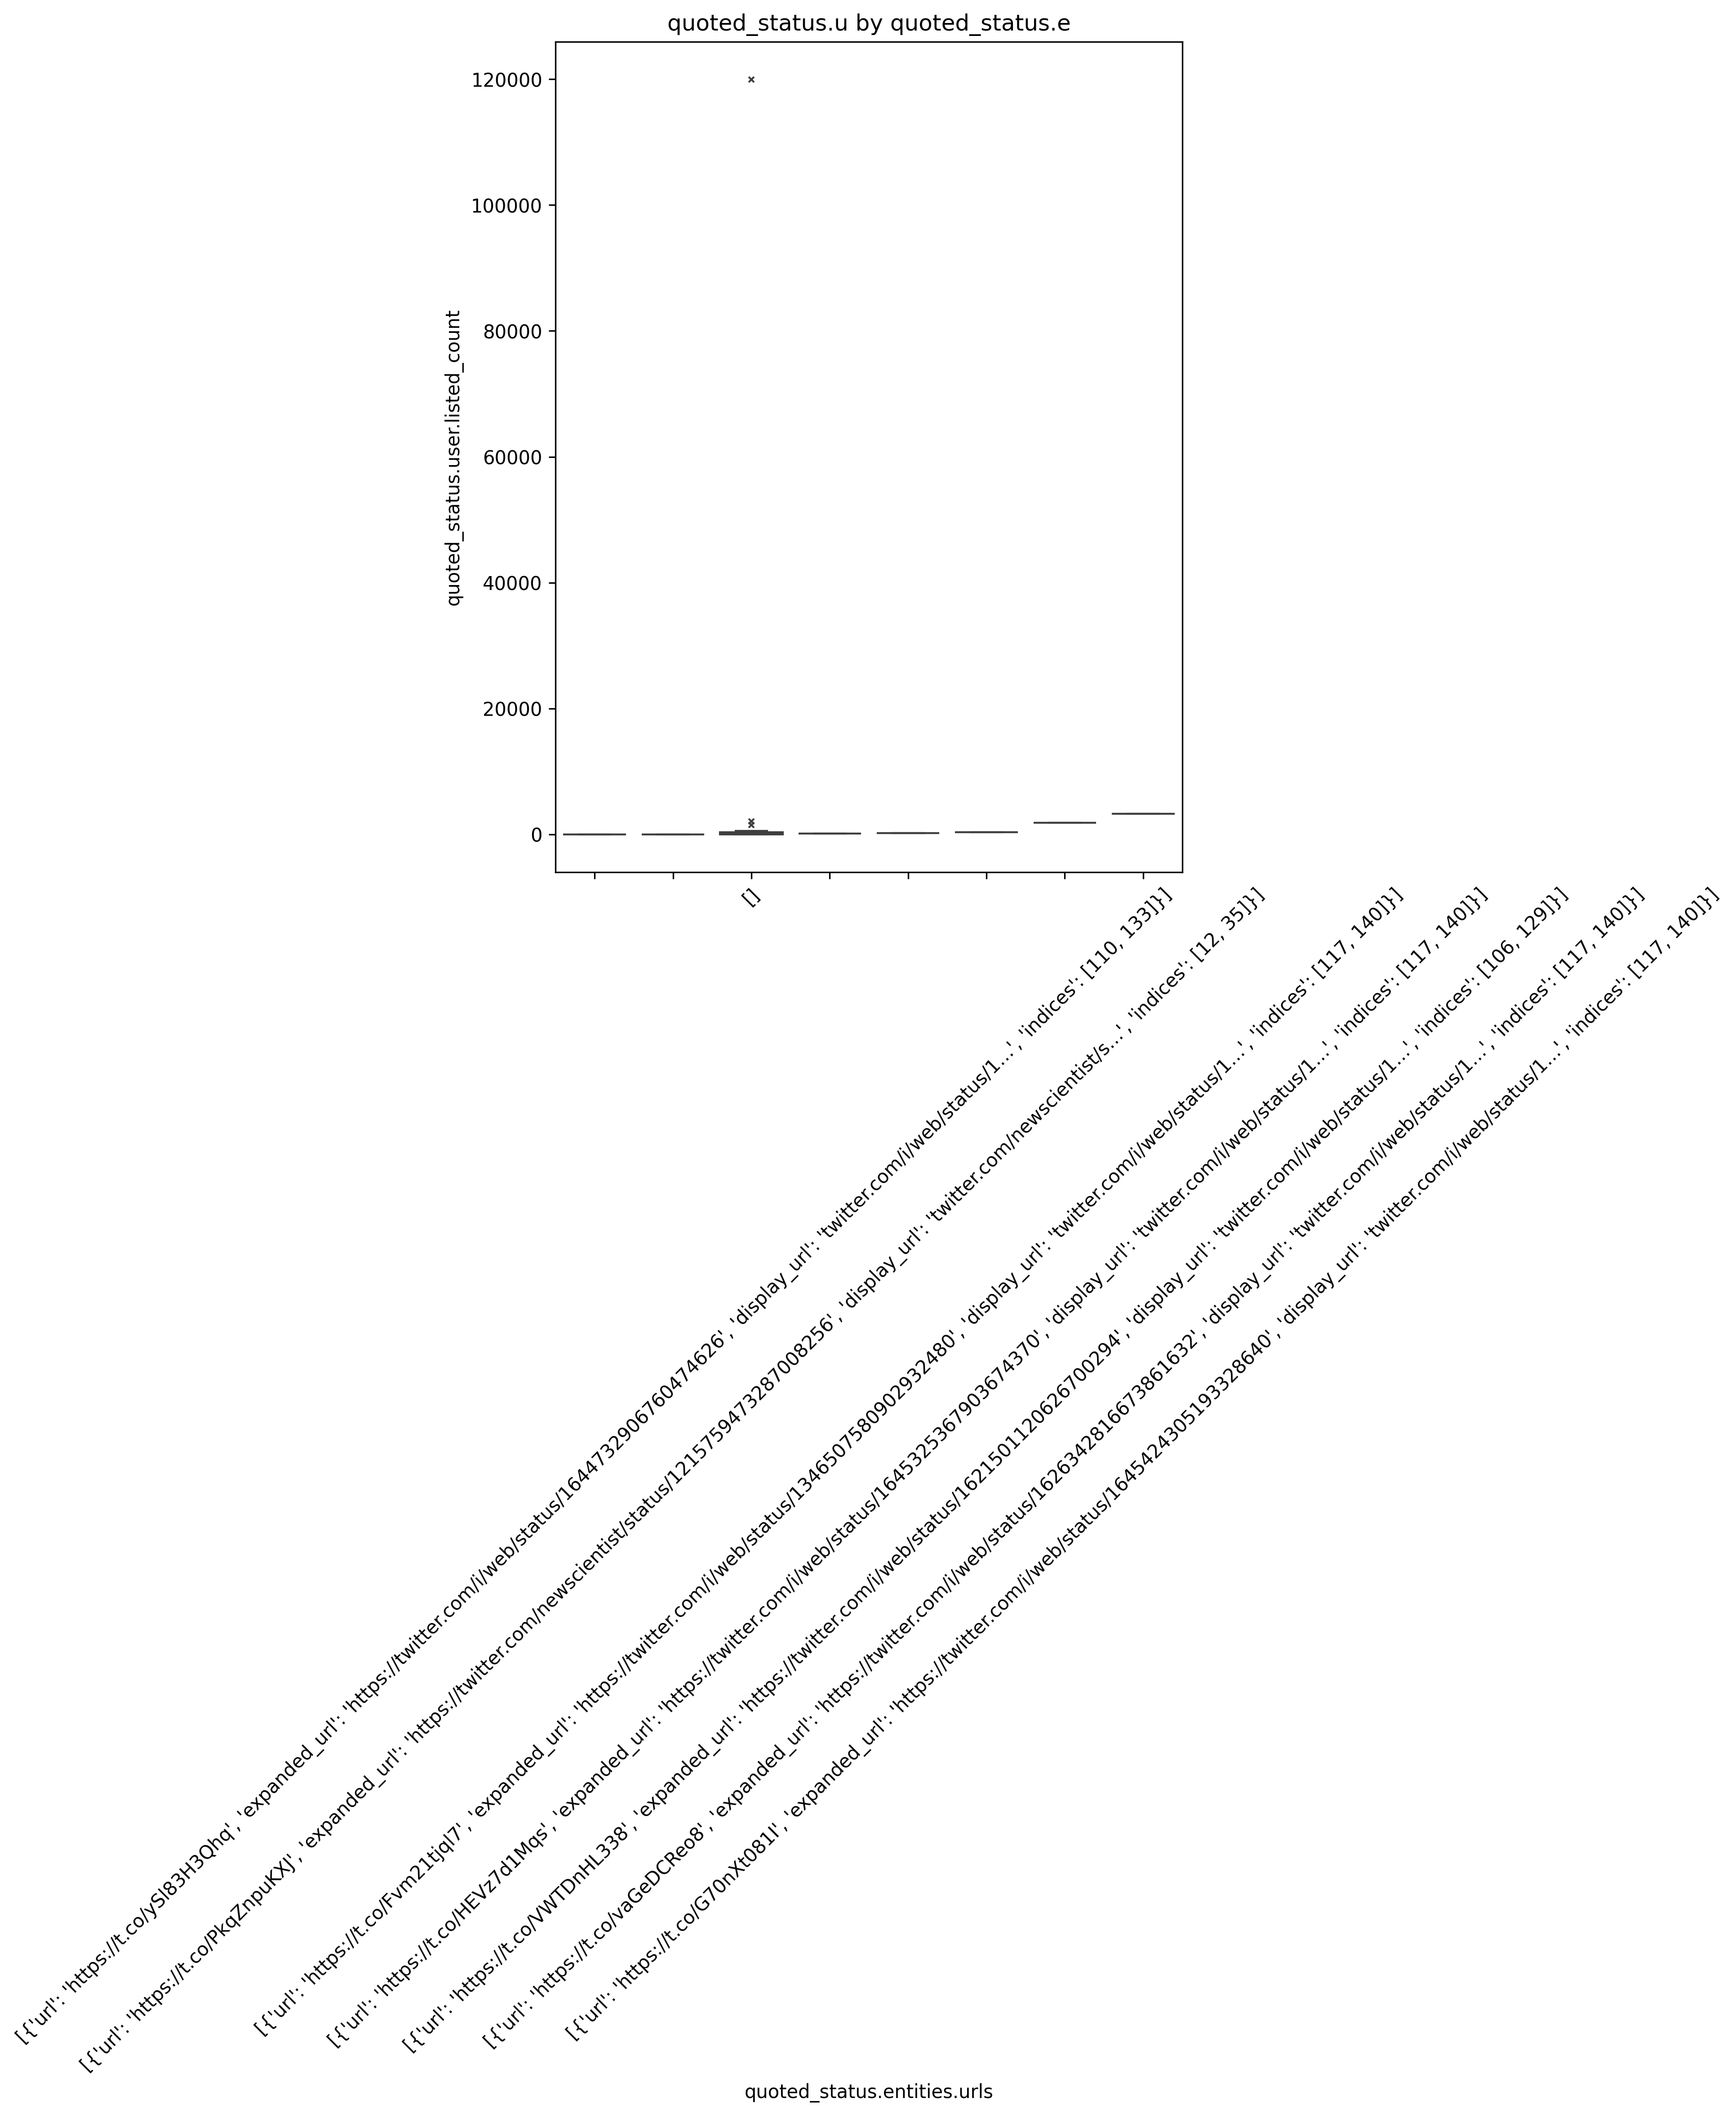 quoted_status.u by quoted_status.e
120000
100000
80000
60000
40000
20000
0
quoted_status.user.listed_count
[{'url': 'https://t.co/ySl83H3Qhq', 'expanded_url': 'https://twitter.com/i/web/status/1644732906760474626', 'display_url': 'twitter.com/i/web/status/1…', 'indices': [110, 133]}]
[{'url': 'https://t.co/PkqZnpuKXJ', 'expanded_url': 'https://twitter.com/newscientist/status/1215759473287008256', 'display_url': 'twitter.com/newscientist/s…', 'indices': [12, 35]}]
[]
[{'url': 'https://t.co/Fvm21tjql7', 'expanded_url': 'https://twitter.com/i/web/status/1346507580902932480', 'display_url': 'twitter.com/i/web/status/1…', 'indices': [117, 140]}]
[{'url': 'https://t.co/HEVz7d1Mqs', 'expanded_url': 'https://twitter.com/i/web/status/1645325367903674370', 'display_url': 'twitter.com/i/web/status/1…', 'indices': [117, 140]}]
[{'url': 'https://t.co/VWTDnHL338', 'expanded_url': 'https://twitter.com/i/web/status/1621501120626700294', 'display_url': 'twitter.com/i/web/status/1…', 'indices': [106, 129]}]
[{'url': 'https://t.co/vaGeDCReo8', 'expanded_url': 'https://twitter.com/i/web/status/1626342816673861632', 'display_url': 'twitter.com/i/web/status/1…', 'indices': [117, 140]}]
[{'url': 'https://t.co/G70nXt081l', 'expanded_url': 'https://twitter.com/i/web/status/1645424305193328640', 'display_url': 'twitter.com/i/web/status/1…', 'indices': [117, 140]}]
quoted_status.entities.urls